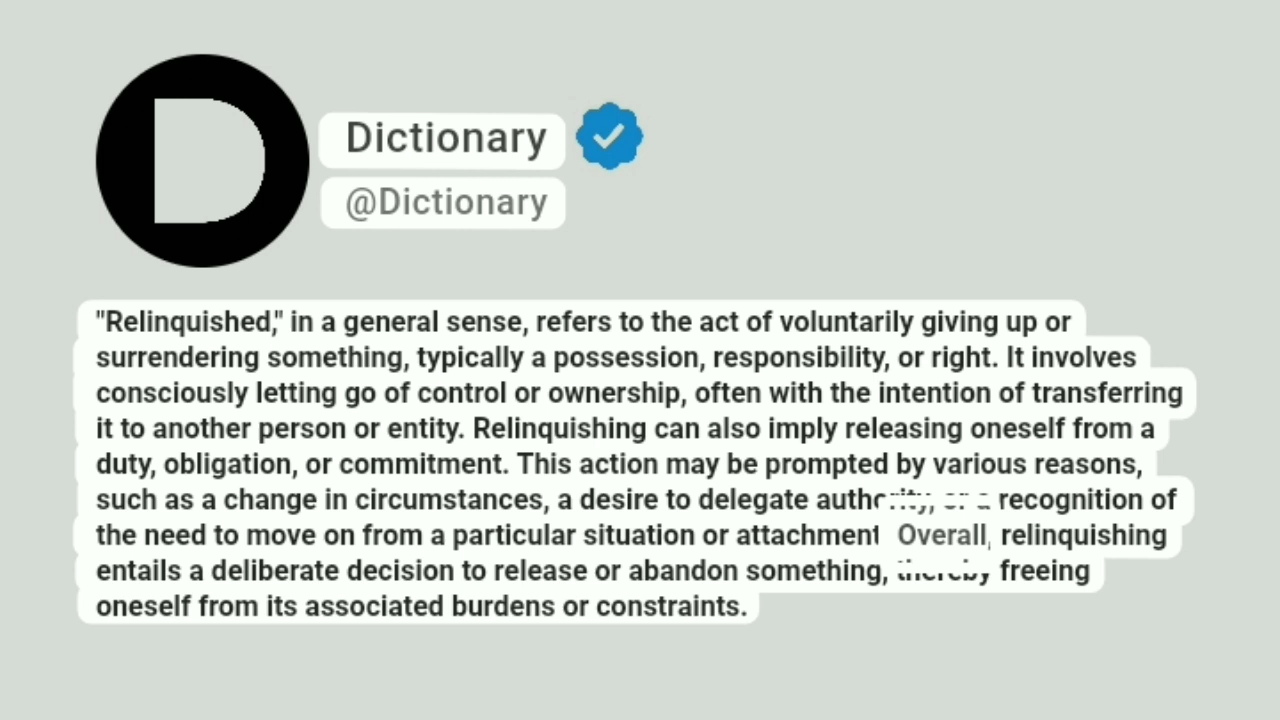 D
Dictionary
@Dictionary
"Relinquished," in a general sense, refers to the act of voluntarily giving up or
surrendering something, typically a possession, responsibility, or right. It involves
consciously letting go of control or ownership, often with the intention of transferring
it to another person or entity. Relinquishing can also imply releasing oneself from a
duty, obligation, or commitment. This action may be prompted by various reasons,
such as a change in circumstances, a desire to delegate authority, or a recognition of
the need to move on from a particular situation or attachment Overall, relinquishing
entails a deliberate decision to release or abandon something, thereby freeing
oneself from its associated burdens or constraints.